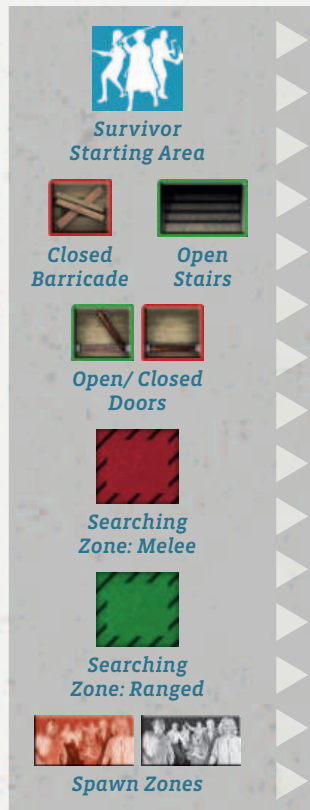 Survivor
Starting Area
Closed
Barricade
Open
Stairs
Open/ Closed
Doors
Searching
Zone: Melee
Searching
Zone: Ranged
Spawn Zones